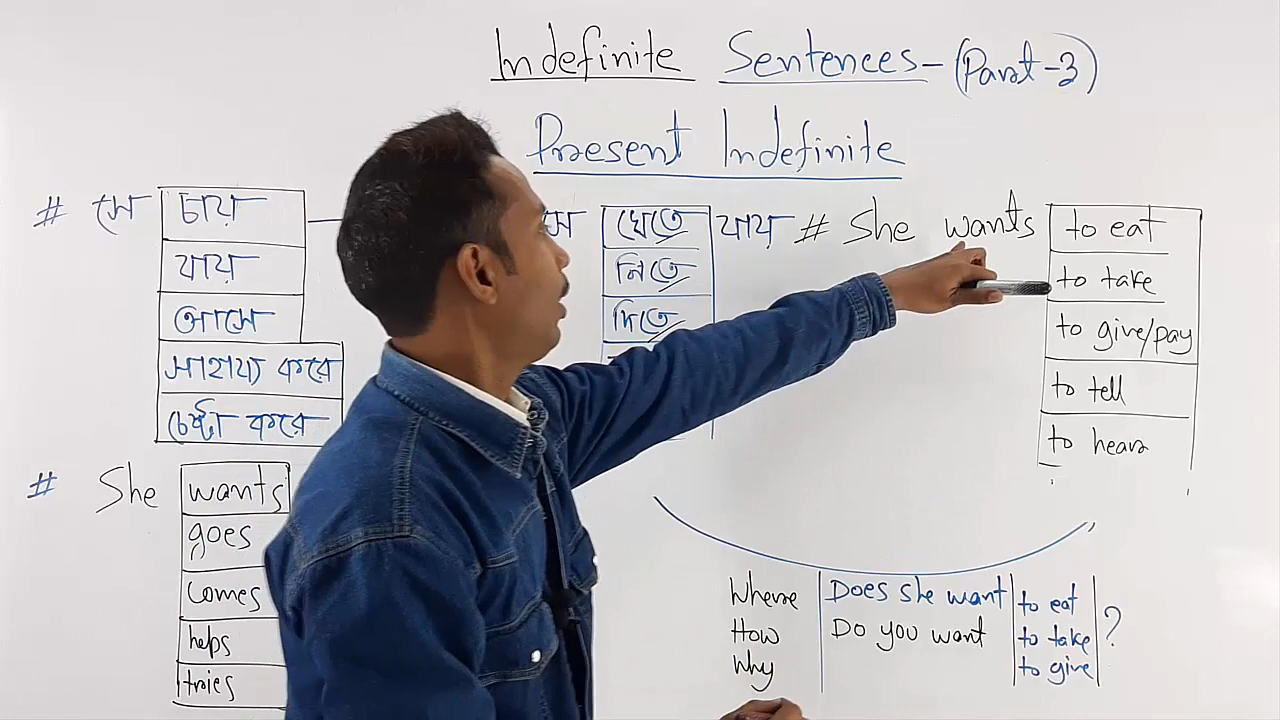 Indefinite Sentences - (Part-3)
Present Indefinite
# সে চায়
যায়
আসে
সাহায্য করে
চেষ্টা করে
সে খেতে যায়
নিতে
দিতে
# She wants to eat
to take
to give/pay
to tell
to hear
# She wants
goes
comes
helps
tries
Where Does she want to eat ?
How Do you want to take
Why to give